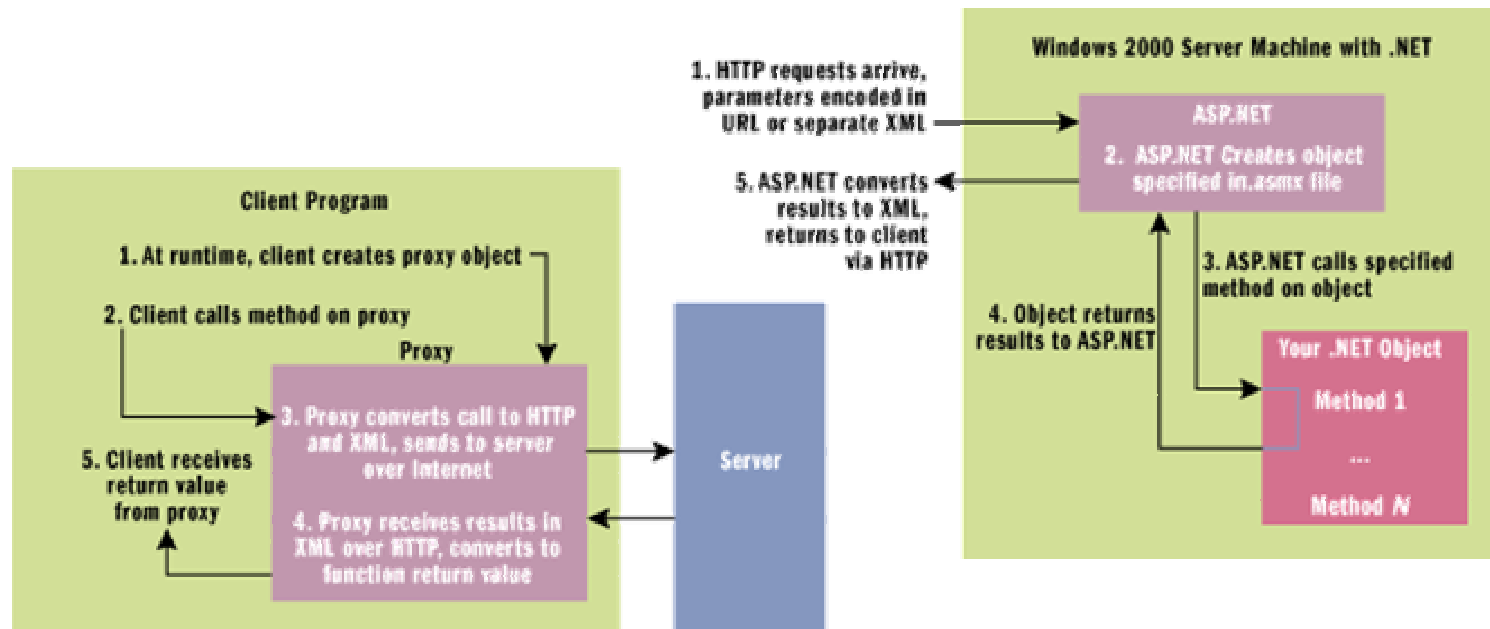 Client Program
1. At runtime, client creates proxy object
2. Client calls method on proxy
Proxy
3. Proxy converts call to HTTP
and XML, sends to server
over Internet
4. Proxy receives results in
XML over HTTP, converts to
function return value
5. Client receives
return value
from proxy
Server
1. HTTP requests arrive,
parameters encoded in
URL or separate XML
5. ASP.NET converts
results to XML,
returns to client
via HTTP
Windows 2000 Server Machine with .NET
ASP.NET
2. ASP.NET Creates object
specified in.asmx file
3. ASP.NET calls specified
method on object
4. Object returns
results to ASP.NET
Your .NET Object
Method 1
...
Method N